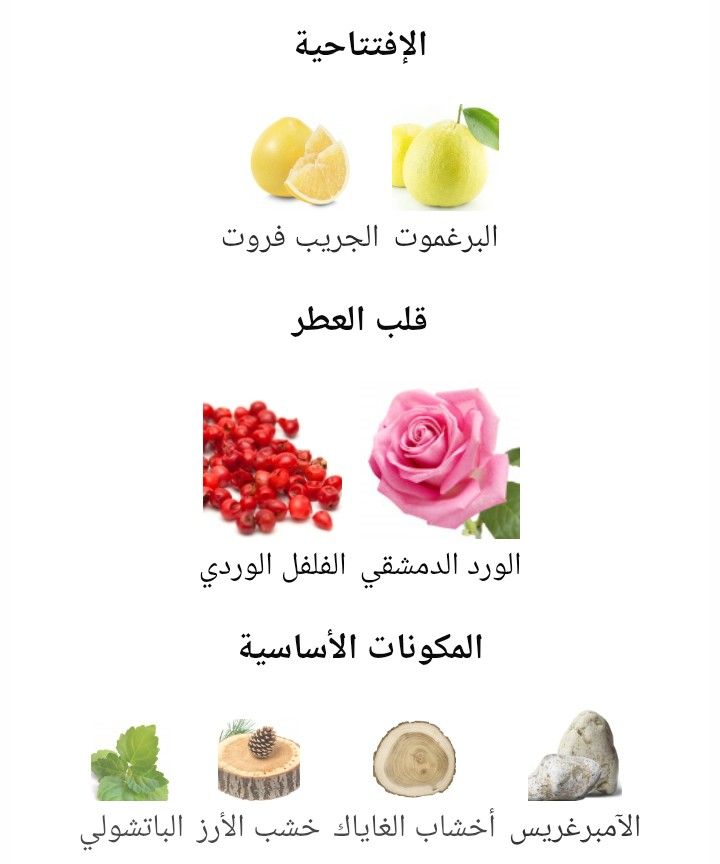 الإفتتاحية
البرغموت الجريب فروت
قلب العطر
الورد الدمشقي الفلفل الوردي
المكونات الأساسية
الآمبرغريس أخشاب الغاياك خشب الأرز الباتشولي